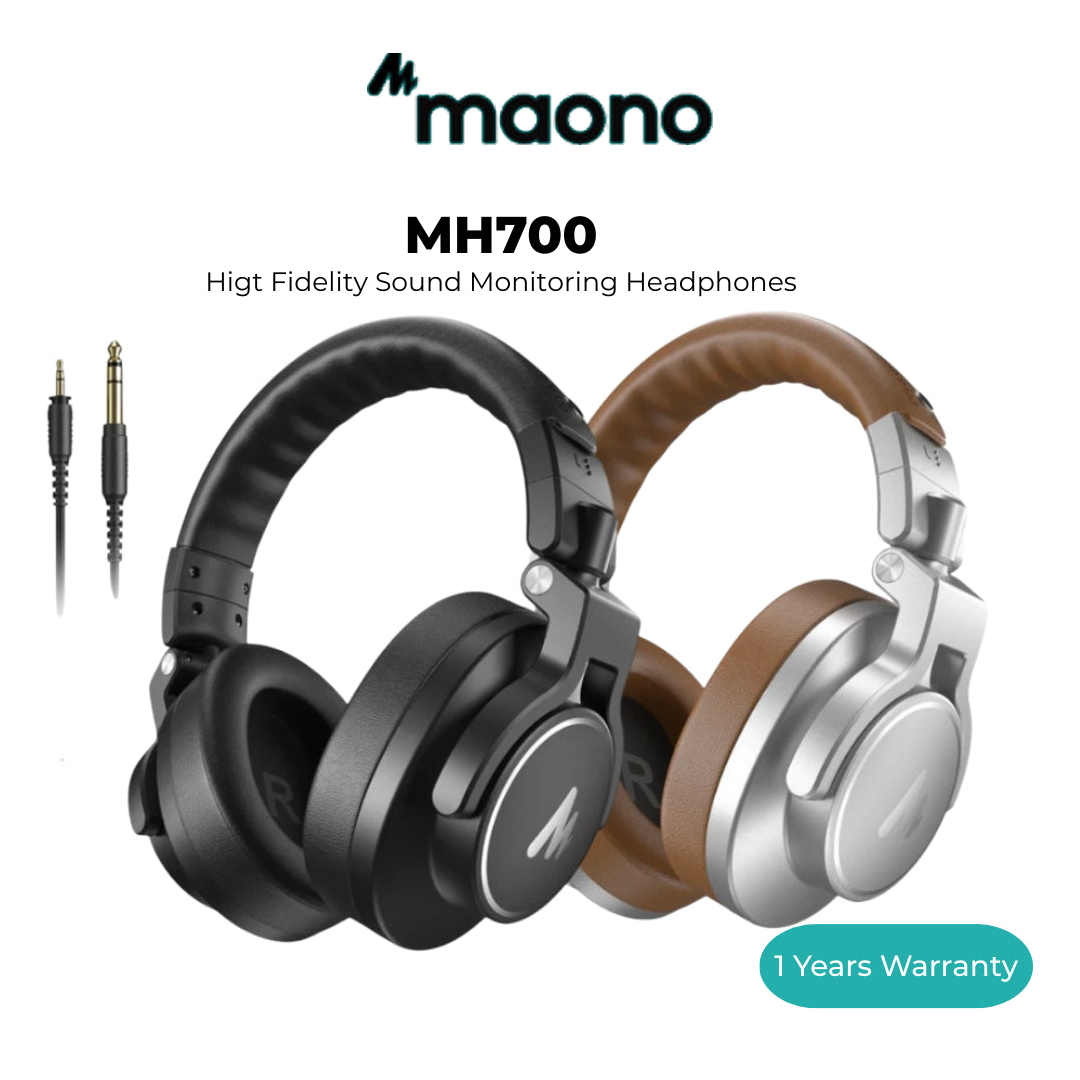 maono
MH700
Higt Fidelity Sound Monitoring Headphones
R
R
1 Years Warranty